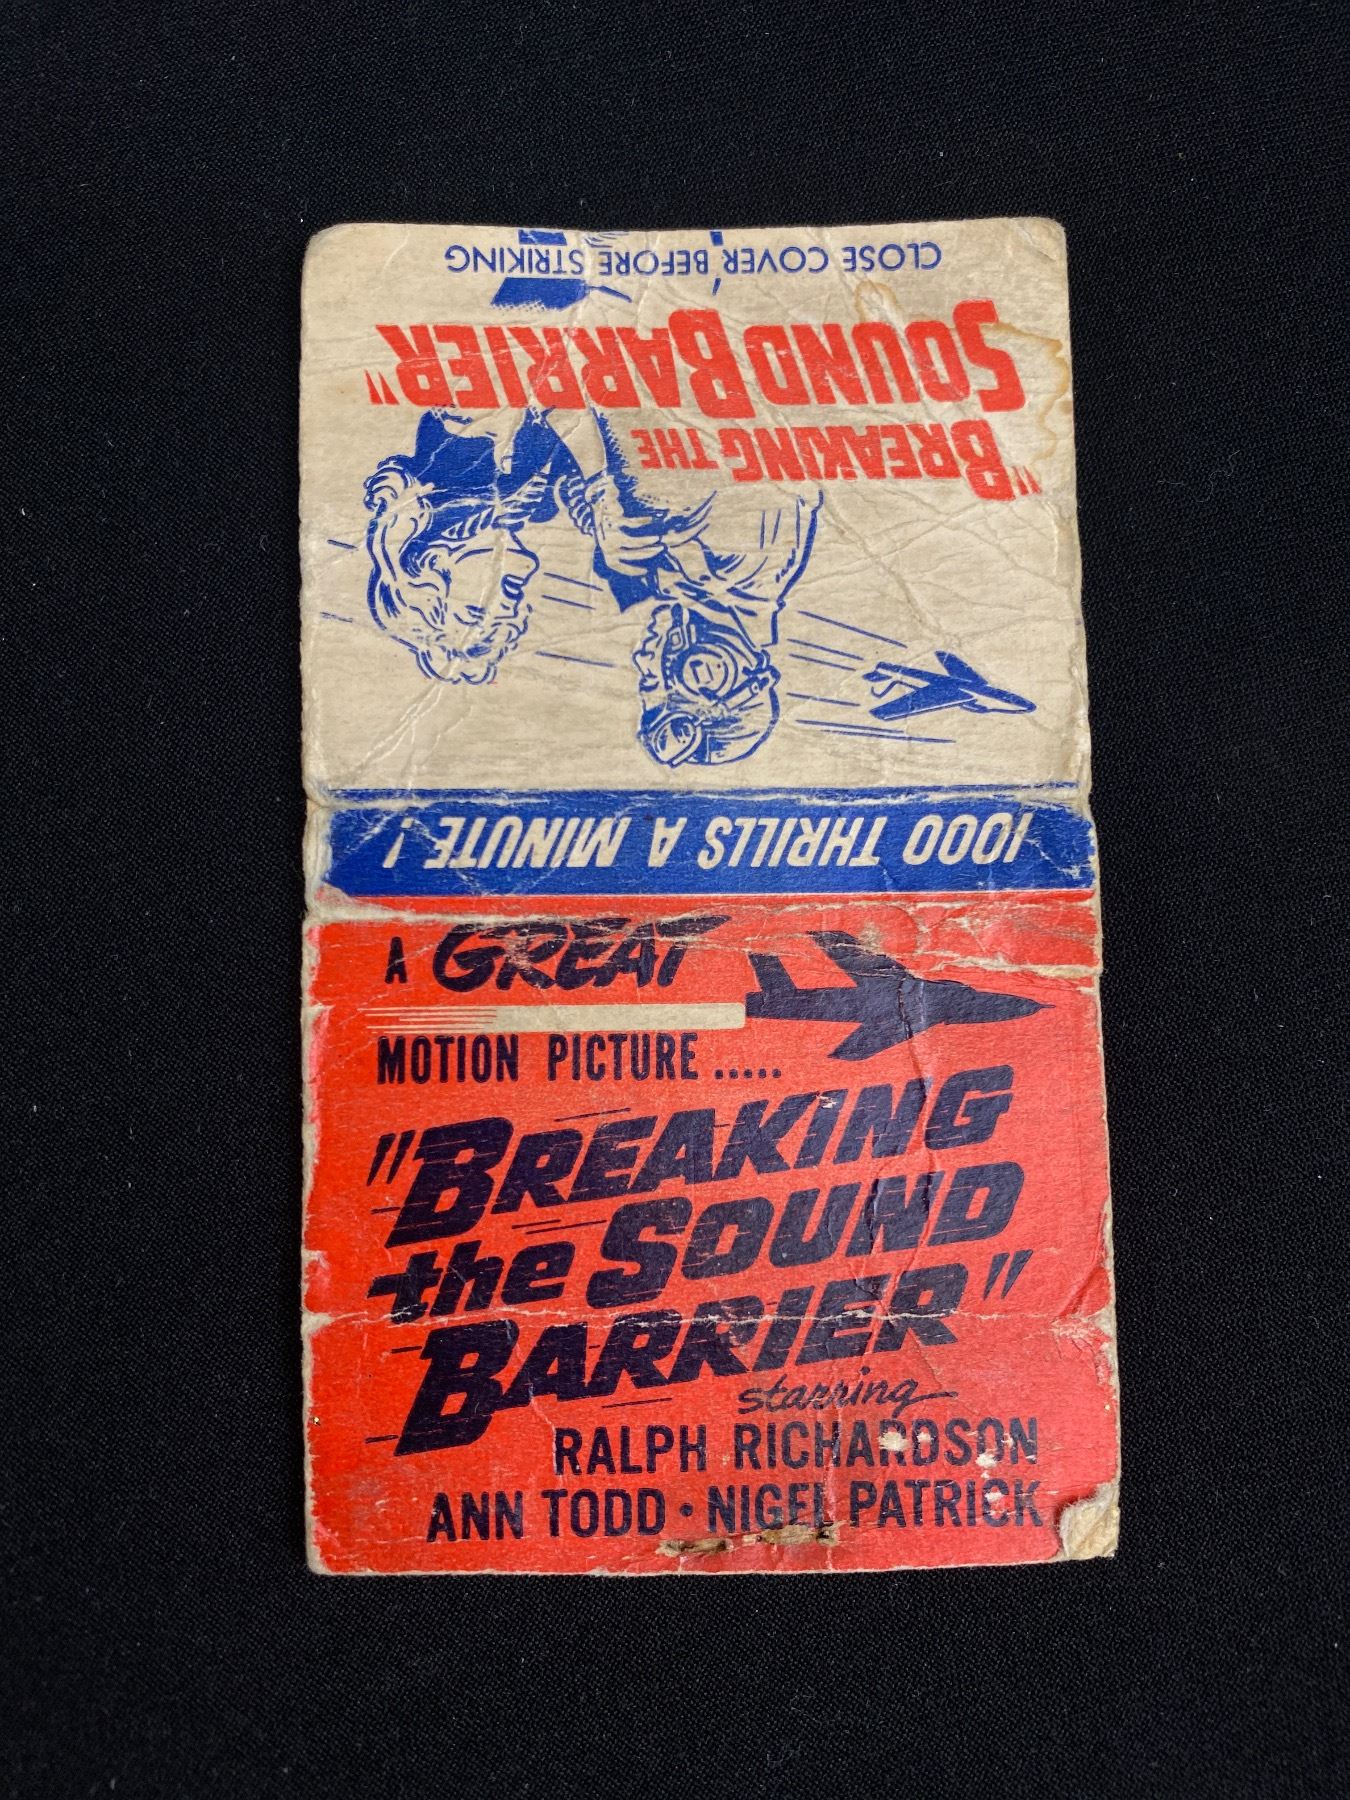 CLOSE COVER BEFORE STRIKING
"BREAKING THE
SOUND BARRIER"
1000 THRILLS A MINUTE!
A GREAT
MOTION PICTURE .....
"BREAKING
the SOUND
BARRIER"
starring
RALPH RICHARDSON
ANN TODD • NIGEL PATRICK